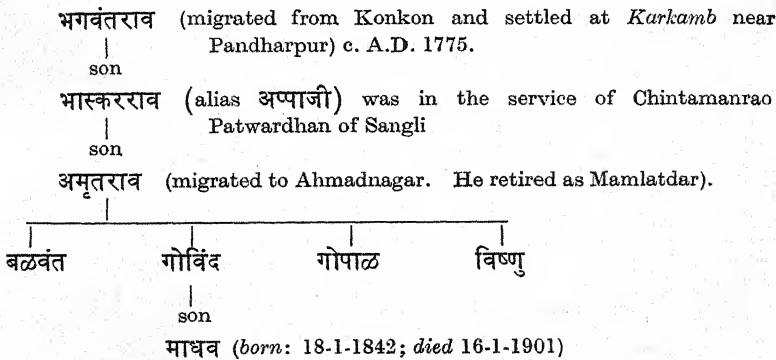 भगवंतराव (migrated from Konkon and settled at Karkamb near
Pandharpur) c. A.D. 1775.
son
भास्करराव (alias अप्पाजी) was in the service of Chintamanrao
Patwardhan of Sangli
son
अमृतराव (migrated to Ahmadnagar. He retired as Mamlatdar).
बळवंत गोविंद गोपाळ विष्णु
son
माधव (born: 18-1-1842; died 16-1-1901)